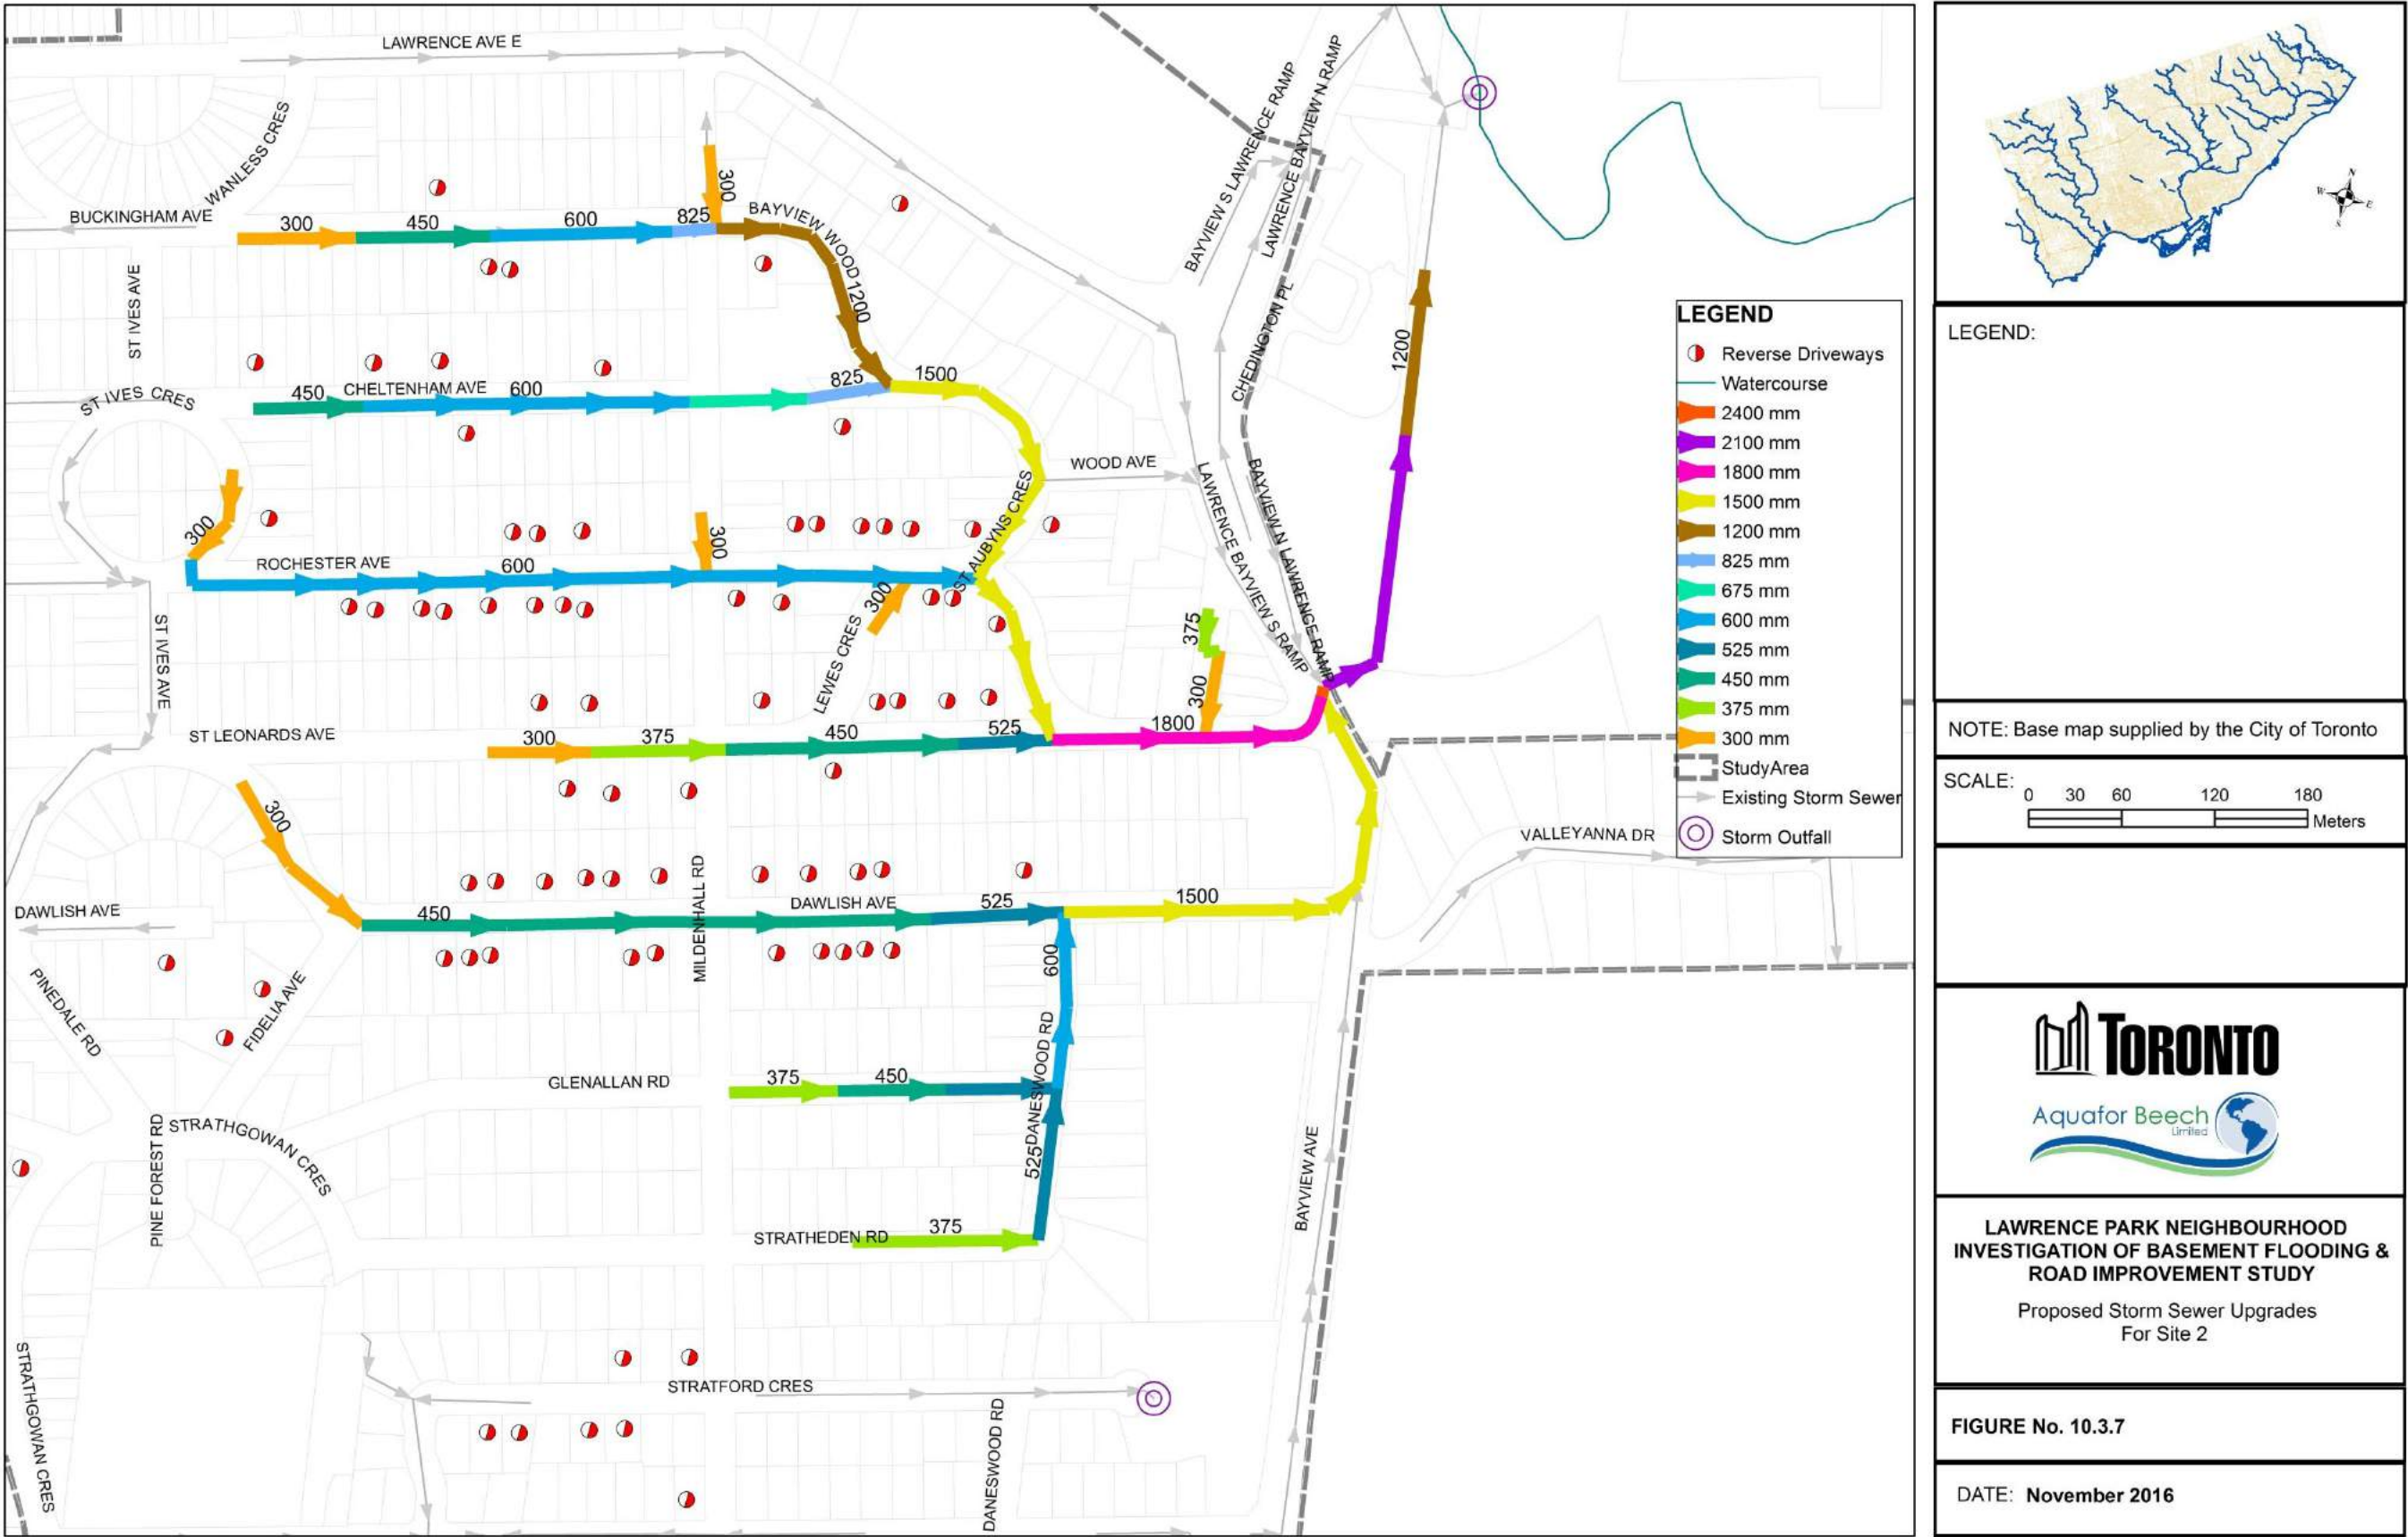 LAWRENCE AVE E
WANLESS CRES
BUCKINGHAM AVE
300
450
600
825
300
BAYVIEW WOOD
1200
ST IVES AVE
BAYVIEW S LAWRENCE RAMP
LAWRENCE BAYVIEW N RAMP
CHEDINGTON PL
1200
ST IVES CRES
450
CHELTENHAM AVE
600
825
1500
WOOD AVE
ST AUBYNS CRES
LAWRENCE BAYVIEW S RAMP
BAYVIEW N LAWRENCE RAMP
300
ROCHESTER AVE
600
300
300
LEWES CRES
375
300
ST IVES AVE
ST LEONARDS AVE
300
375
450
525
1800
300
DAWLISH AVE
450
MILDENHALL RD
DAWLISH AVE
525
1500
600
VALLEYANNA DR
PINEDALE RD
FIDELIA AVE
GLENALLAN RD
375
450
DANESWOOD RD
525
PINE FOREST RD
STRATHGOWAN CRES
STRATHEDEN RD
375
BAYVIEW AVE
STRATHGOWAN CRES
STRATFORD CRES
DANESWOOD RD
LEGEND
Reverse Driveways
Watercourse
2400 mm
2100 mm
1800 mm
1500 mm
1200 mm
825 mm
675 mm
600 mm
525 mm
450 mm
375 mm
300 mm
StudyArea
Existing Storm Sewer
Storm Outfall
N
W
E
S
LEGEND:
NOTE: Base map supplied by the City of Toronto
SCALE:
0 30 60 120 180
Meters
TORONTO
Aquafor Beech
Limited
LAWRENCE PARK NEIGHBOURHOOD
INVESTIGATION OF BASEMENT FLOODING &
ROAD IMPROVEMENT STUDY
Proposed Storm Sewer Upgrades
For Site 2
FIGURE No. 10.3.7
DATE: November 2016